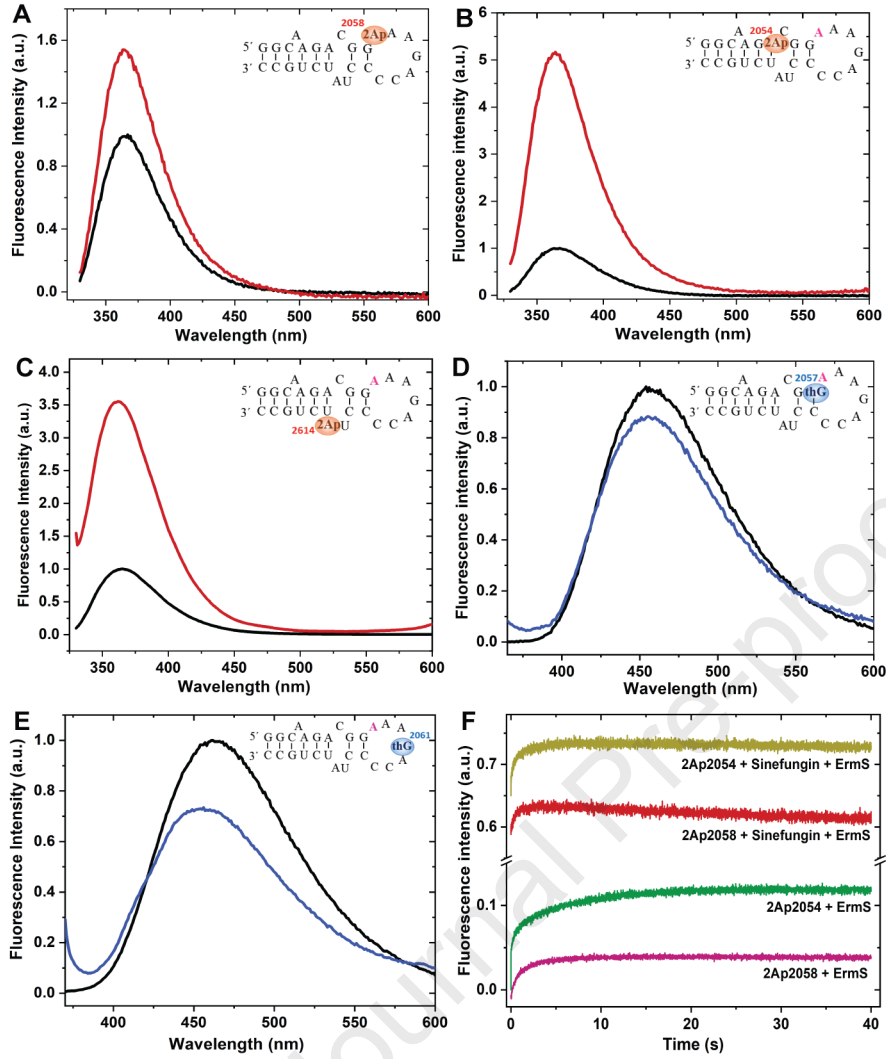 A
Fluorescence Intensity (a.u.)
1.6
1.2
0.8
0.4
0.0
350 400 450 500 550 600
Wavelength (nm)
2058
A C 2Ap A A
5´ G G C A G A G G G
3´ C C G U C U C C A
U A C C
B
Fluorescence intensity (a.u.)
6
5
4
3
2
1
0
350 400 450 500 550 600
Wavelength (nm)
2054
A C A A A
5´ G G C A G 2Ap G G G
3´ C C G U C U C C A
U A C C
C
Fluorescence intensity (a.u.)
4.0
3.5
3.0
2.5
2.0
1.5
1.0
0.5
0.0
350 400 450 500 550 600
Wavelength (nm)
A C A A A
5´ G G C A G A G G G
3´ C C G U C U C C A
2614 2Ap U C C
D
Fluorescence intensity (a.u.)
1.0
0.8
0.6
0.4
0.2
0.0
400 450 500 550 600
Wavelength (nm)
2057
A C A A A
5´ G G C A G A G thG G
3´ C C G U C U C C A
U A C C
E
Fluorescence Intensity (a.u.)
1.0
0.8
0.6
0.4
0.2
0.0
400 450 500 550 600
Wavelength (nm)
A C A A A 2061
5´ G G C A G A G G thG
3´ C C G U C U C C A
U A C C
F
Fluorescence intensity (a.u.)
0.7
0.6
0.1
0.0
2Ap2054 + Sinefungin + ErmS
2Ap2058 + Sinefungin + ErmS
2Ap2054 + ErmS
2Ap2058 + ErmS
0 10 20 30 40
Time (s)
Journal Pre-proo